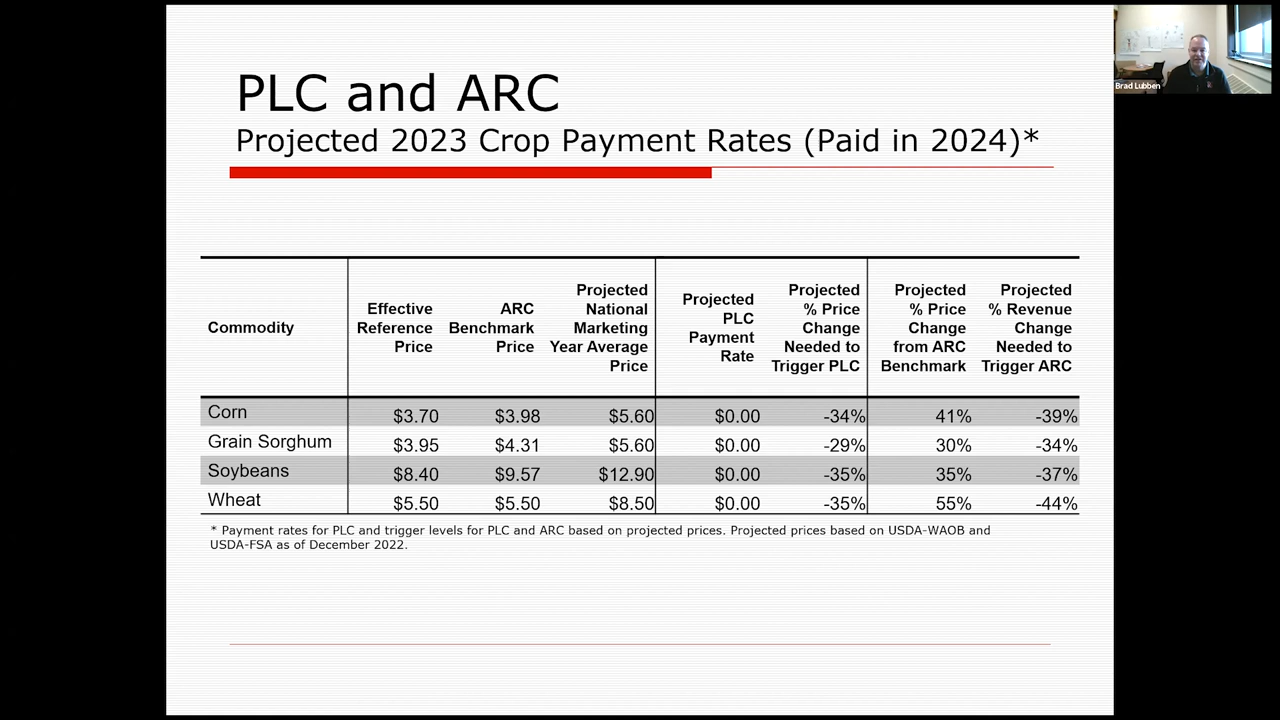 PLC and ARC
Projected 2023 Crop Payment Rates (Paid in 2024)*
Brad Lubben
Commodity
Effective
Reference
Price
ARC
Benchmark
Price
Projected
National
Marketing
Year Average
Price
Projected
PLC
Payment
Rate
Projected
% Price
Change
Needed to
Trigger PLC
Projected
% Price
Change
from ARC
Benchmark
Projected
% Revenue
Change
Needed to
Trigger ARC
Corn $3.70 $3.98 $5.60 $0.00 -34% 41% -39%
Grain Sorghum $3.95 $4.31 $5.60 $0.00 -29% 30% -34%
Soybeans $8.40 $9.57 $12.90 $0.00 -35% 35% -37%
Wheat $5.50 $5.50 $8.50 $0.00 -35% 55% -44%
* Payment rates for PLC and trigger levels for PLC and ARC based on projected prices. Projected prices based on USDA-WAOB and
USDA-FSA as of December 2022.